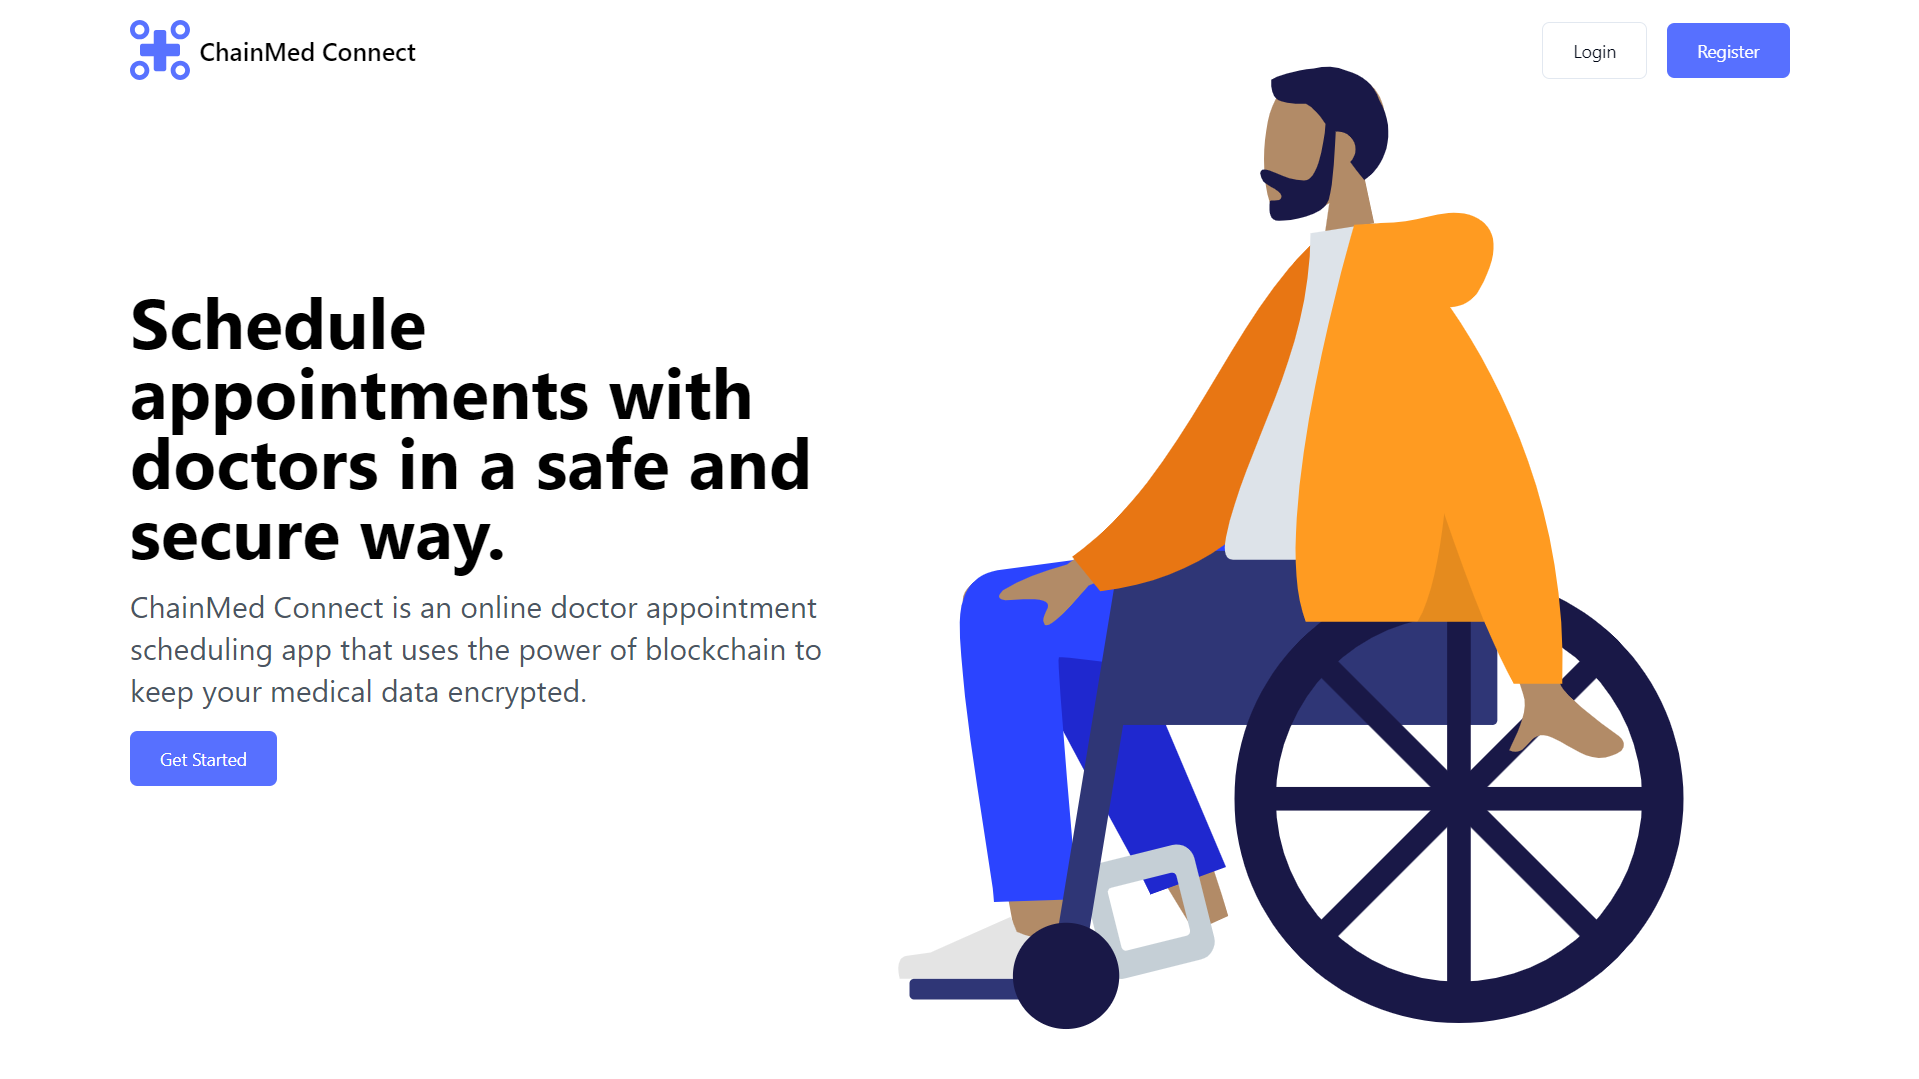 ChainMed Connect
Login
Register
Schedule
appointments with
doctors in a safe and
secure way.
ChainMed Connect is an online doctor appointment
scheduling app that uses the power of blockchain to
keep your medical data encrypted.
Get Started